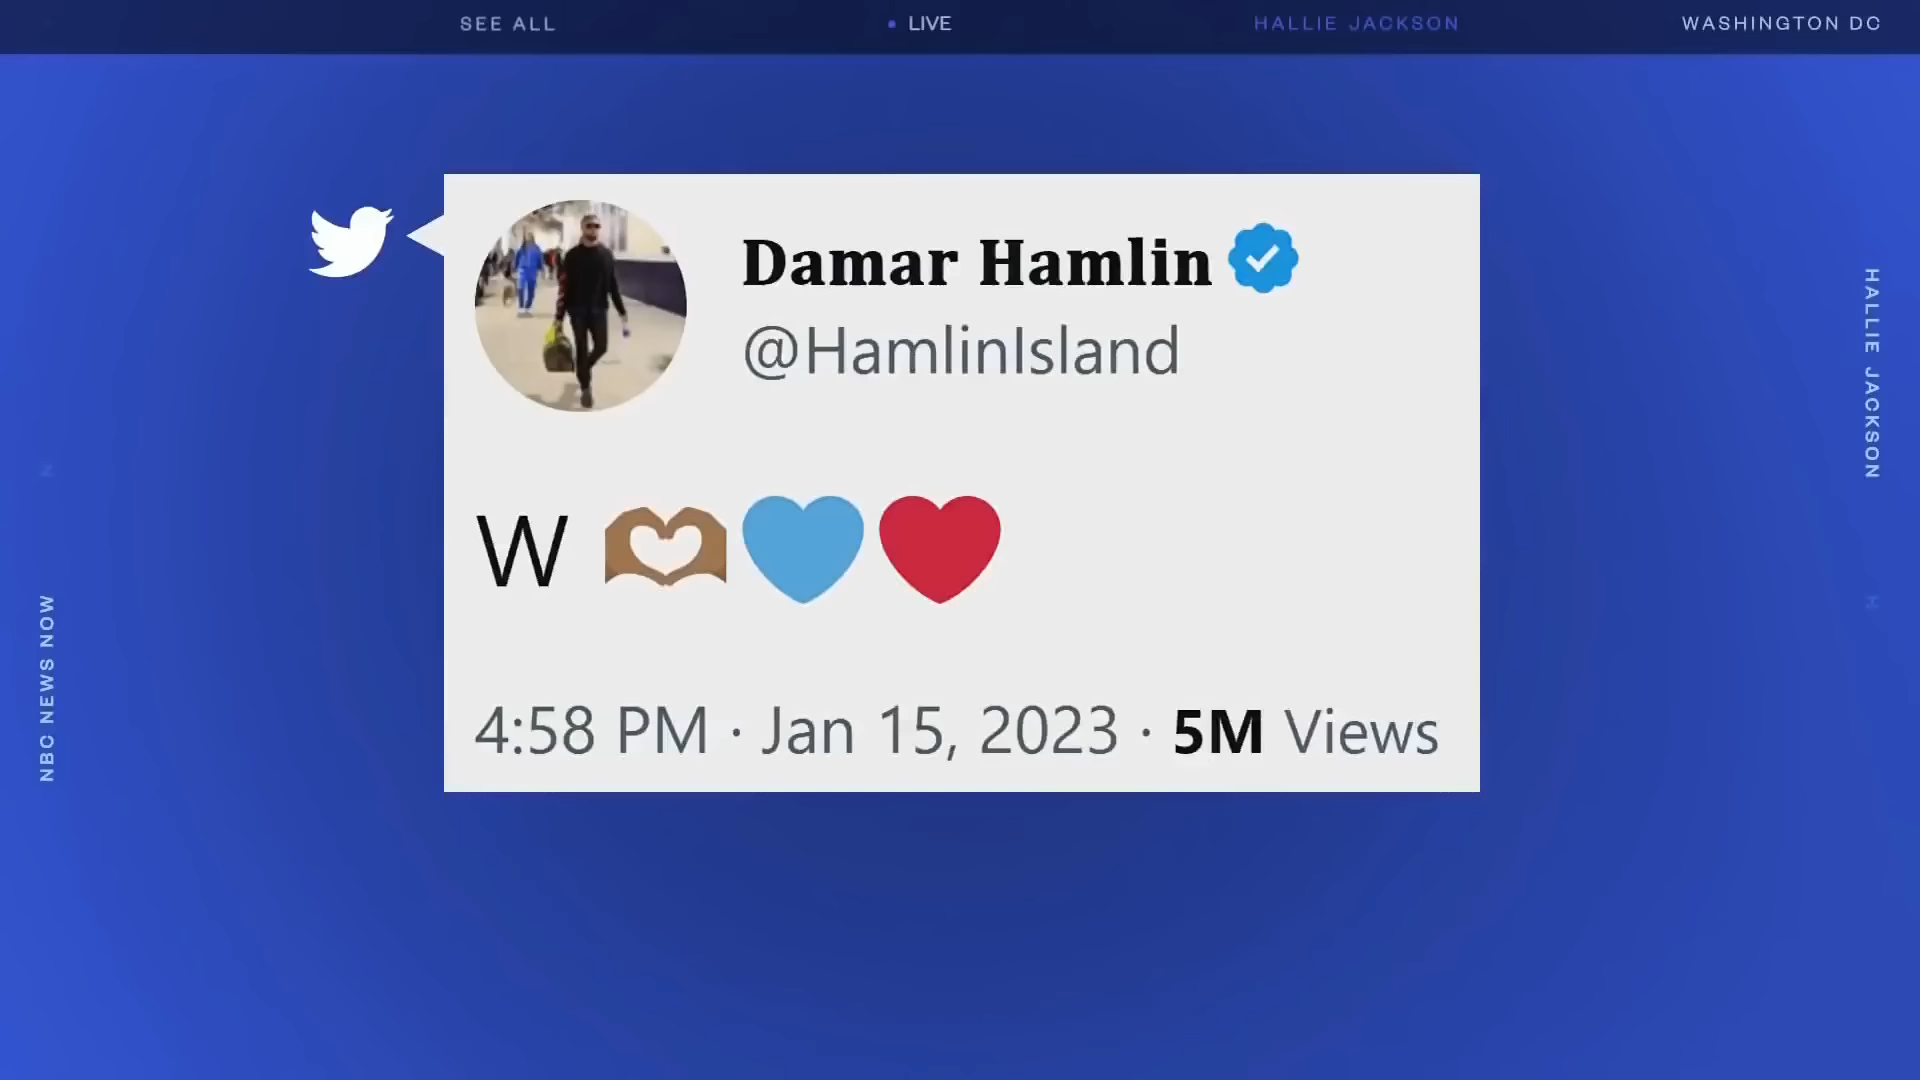 SEE ALL
LIVE
HALLIE JACKSON
WASHINGTON DC
Damar Hamlin
@HamlinIsland
W 🫶🏽💙❤️
4:58 PM · Jan 15, 2023 · 5M Views
HALLIE JACKSON
NBC NEWS NOW